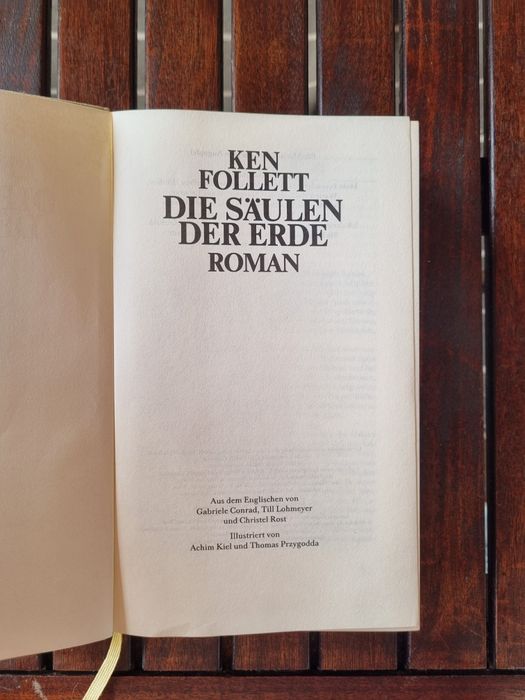 KEN
FOLLETT
DIE SÄULEN
DER ERDE
ROMAN
Aus dem Englischen von
Gabriele Conrad, Till Lohmeyer
und Christel Rost
Illustriert von
Achim Kiel und Thomas Przygodda